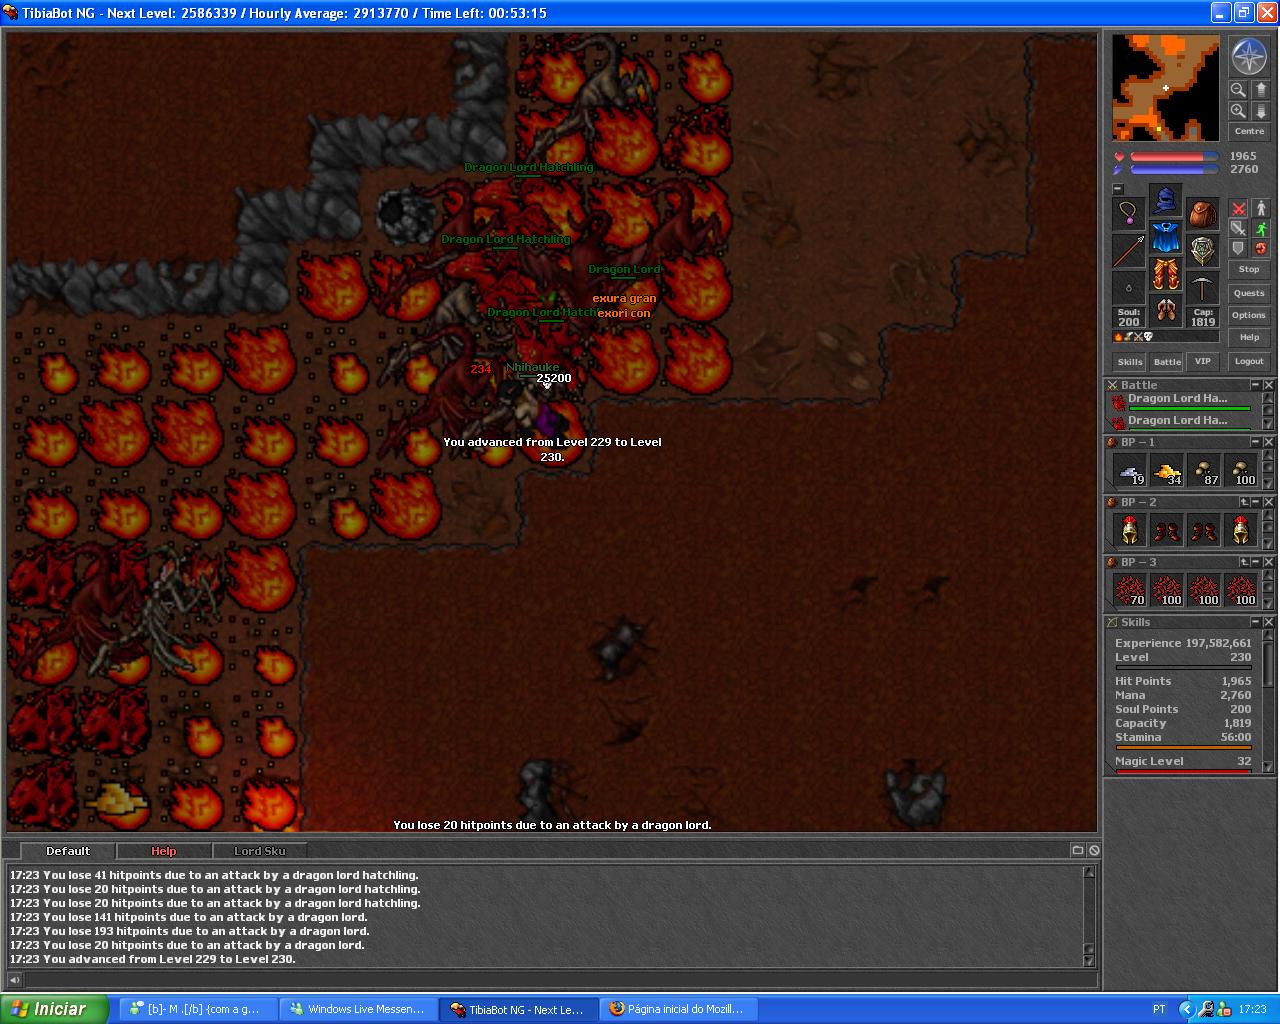 TibiaBot NG - Next Level: 2586339 / Hourly Average: 2913770 / Time Left: 00:53:15
Dragon Lord Hatchling
Dragon Lord Hatchling
Dragon Lord
exura gran
Dragon Lord Hatch
exori con
234
Nhihauke
25200
You advanced from Level 229 to Level
230.
You lose 20 hitpoints due to an attack by a dragon lord.
Centre
1965
2760
Stop
Quests
Options
Help
Soul:
200
Cap:
1819
Skills
Battle
VIP
Logout
Battle
Dragon Lord Ha...
Dragon Lord Ha...
BP - 1
19
34
87
100
BP - 2
BP - 3
70
100
100
100
Skills
Experience 197,582,661
Level 230
Hit Points 1,965
Mana 2,760
Soul Points 200
Capacity 1,819
Stamina 56:00
Magic Level 32
Default
Help
Lord Sku
17:23 You lose 41 hitpoints due to an attack by a dragon lord hatchling.
17:23 You lose 20 hitpoints due to an attack by a dragon lord hatchling.
17:23 You lose 20 hitpoints due to an attack by a dragon lord hatchling.
17:23 You lose 141 hitpoints due to an attack by a dragon lord.
17:23 You lose 193 hitpoints due to an attack by a dragon lord.
17:23 You lose 20 hitpoints due to an attack by a dragon lord.
17:23 You advanced from Level 229 to Level 230.
Iniciar
[b]- M .[/b] {com a g...
Windows Live Messen...
TibiaBot NG - Next Le...
Página inicial do Mozill...
PT
17:23